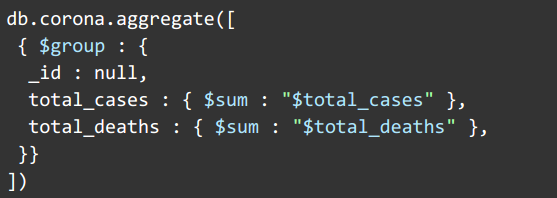 db.corona.aggregate([
{ $group : {
_id : null,
total_cases : { $sum : "$total_cases" },
total_deaths : { $sum : "$total_deaths" },
}}
])